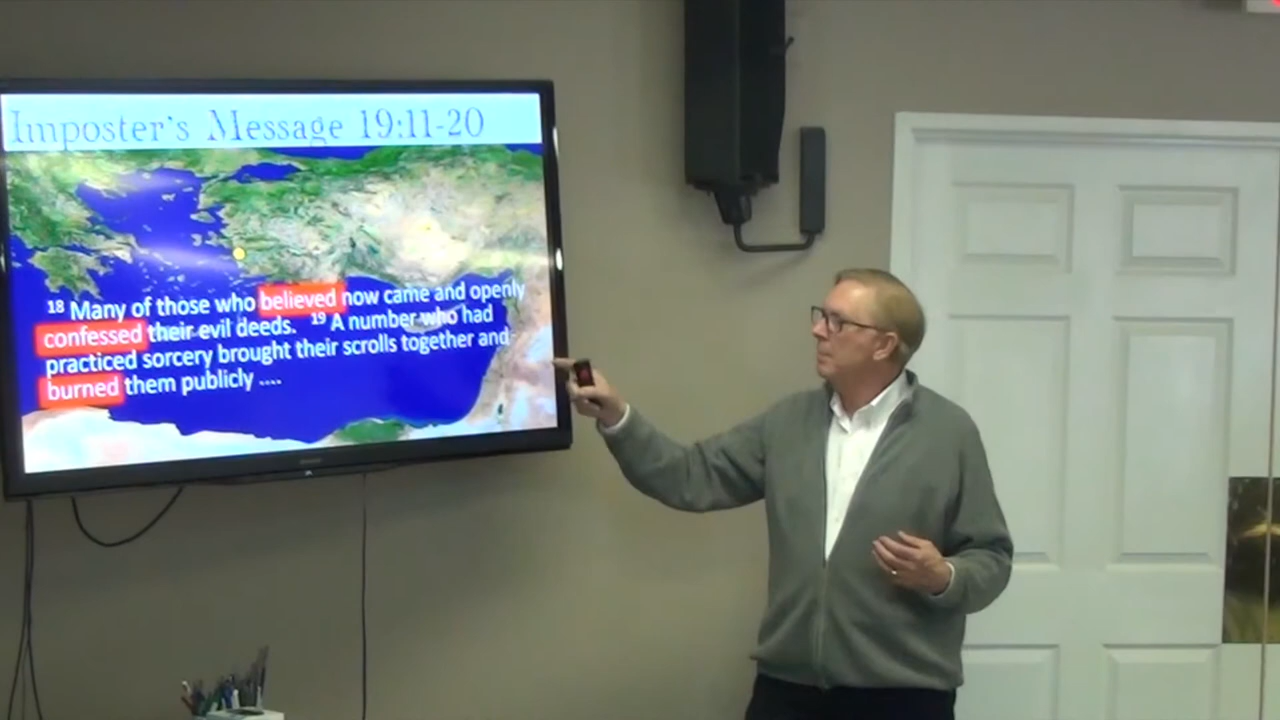 Imposter's Message 19:11-20
18 Many of those who believed now came and openly
confessed their evil deeds. 19 A number who had
practiced sorcery brought their scrolls together and
burned them publicly ....